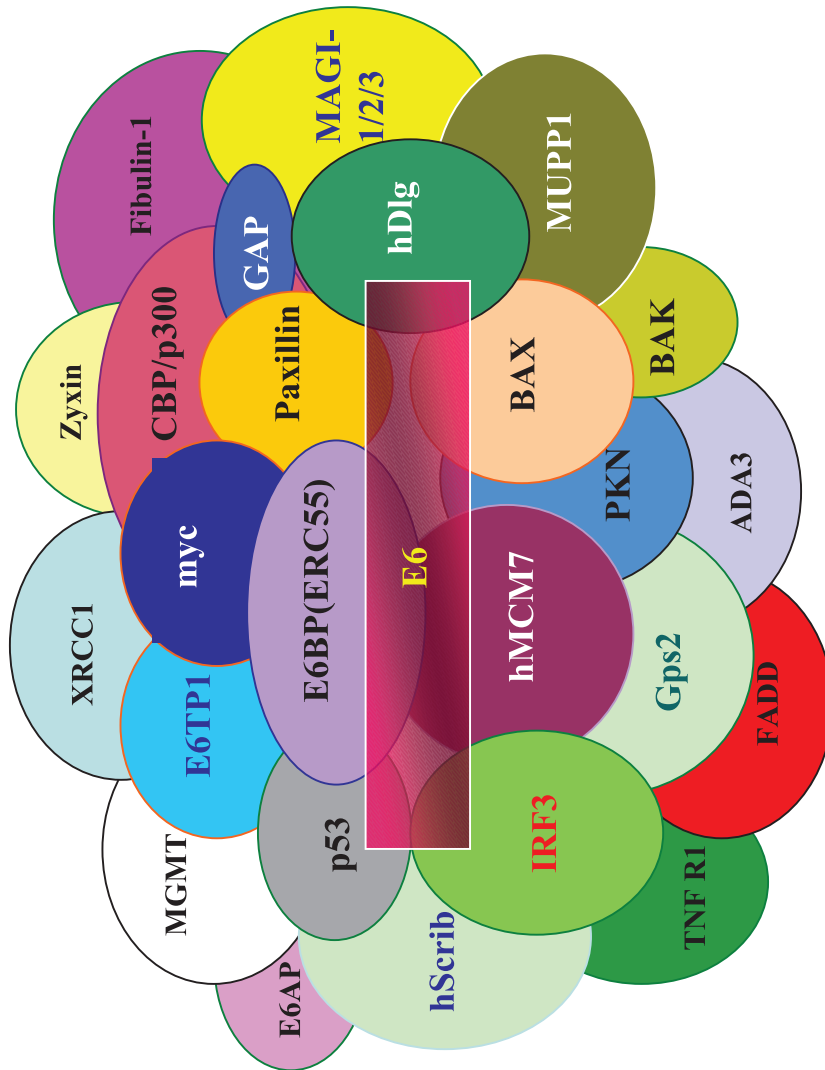 XRCC1
Zyxin
Fibulin-1
MGMT
E6TP1
myc
CBP/p300
GAP
MAGI-
1/2/3
E6AP
p53
E6BP(ERC55)
Paxillin
hDlg
E6
hScrib
IRF3
hMCM7
BAX
MUPP1
PKN
BAK
Gps2
TNF R1
FADD
ADA3